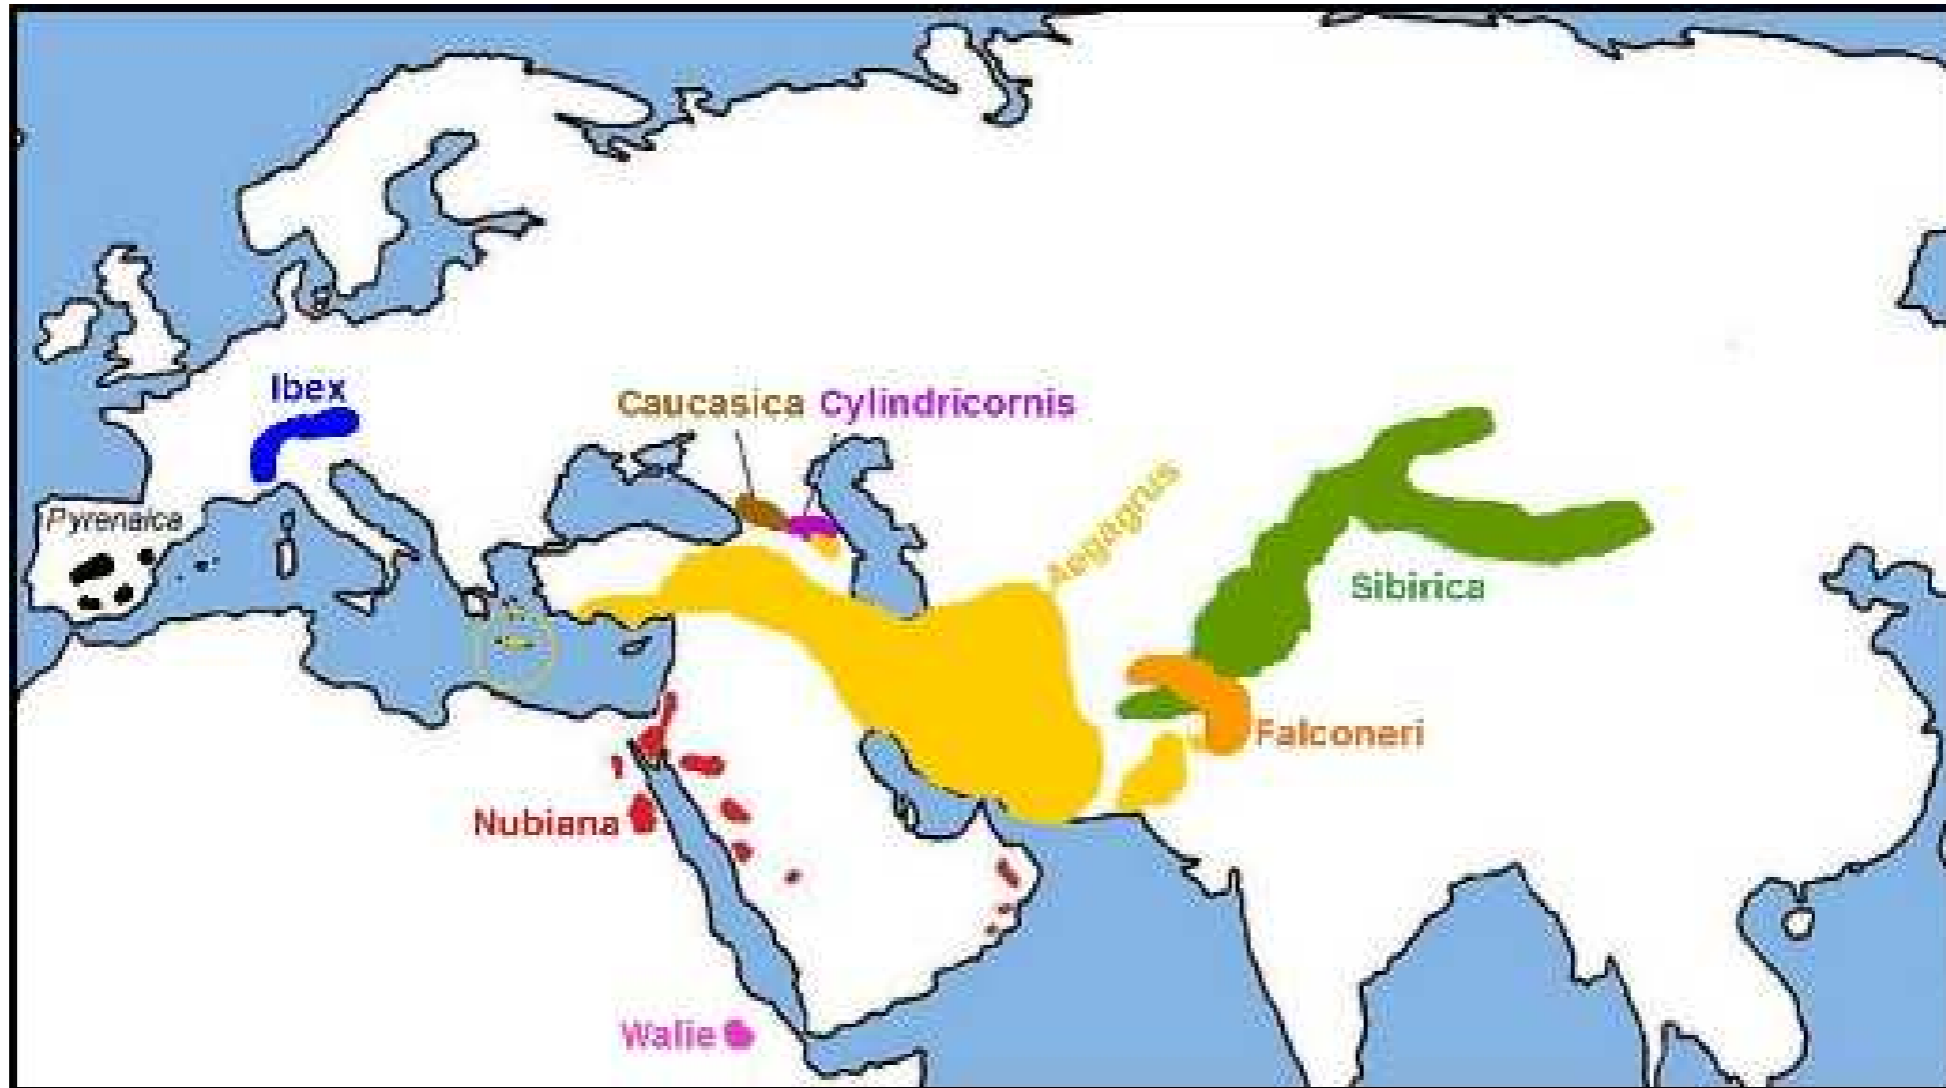 Ibex
Caucasica
Cylindricornis
Aegagrus
Pyrenaica
Sibirica
Falconeri
Nubiana
Walie